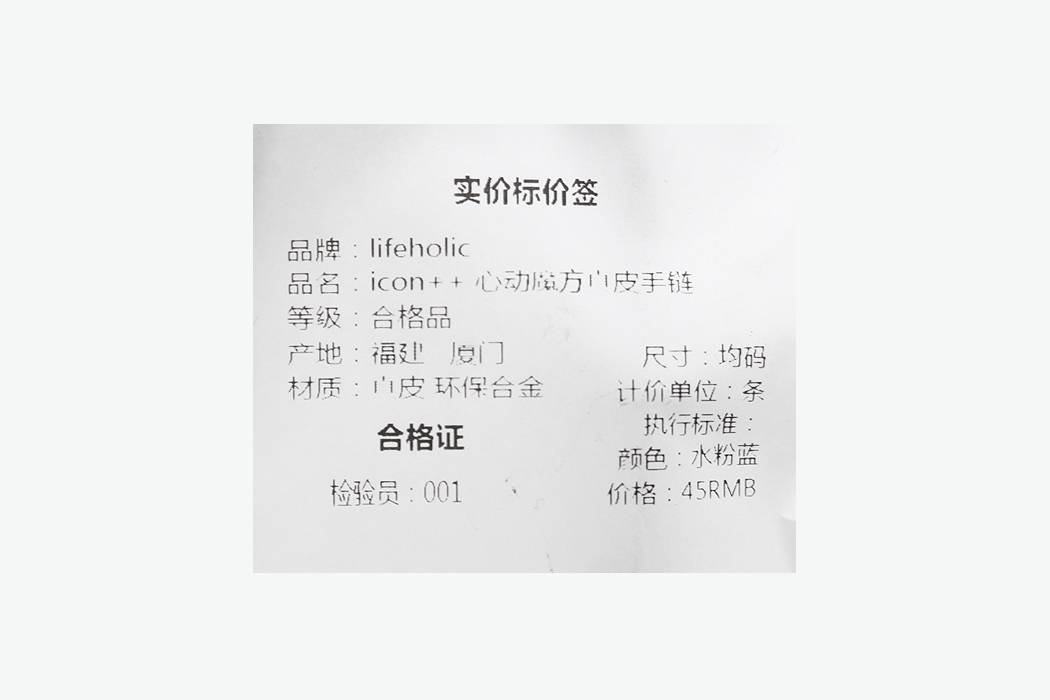 实价标价签
品牌：lifeholic
品名：icon++ 心动魔方真皮手链
等级：合格品
产地：福建 厦门
材质：真皮 环保合金
尺寸：均码
计价单位：条
执行标准：
颜色：水粉蓝
价格：45RMB
合格证
检验员：001